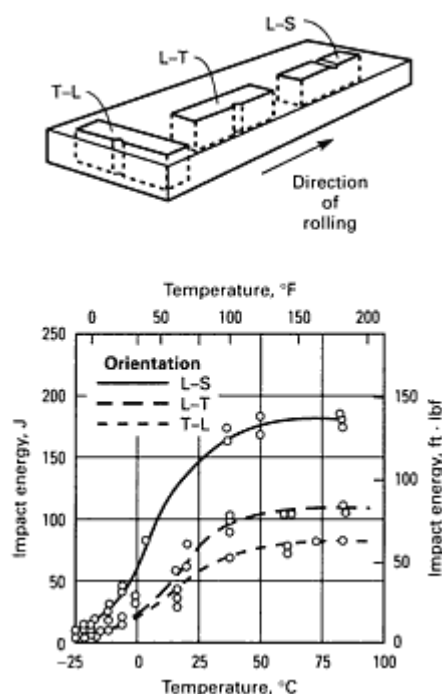 L–S
L–T
T–L
Direction
of
rolling
Temperature, °F
0 50 100 150 200
250
200
150
100
50
0
Impact energy, J
Orientation
L–S
L–T
T–L
150
100
50
0
Impact energy, ft · lbf
–25 0 25 50 75 100
Temperature, °C